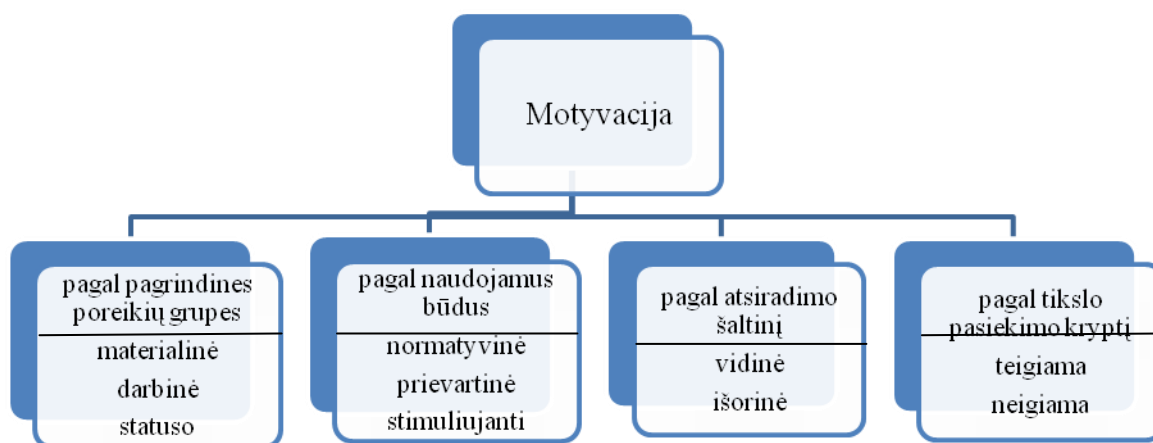 Motyvacija
pagal pagrindines
poreikių grupes
materialinė
darbinė
statuso
pagal naudojamus
būdus
normatyvinė
prievartinė
stimuliujanti
pagal atsiradimo
šaltinį
vidinė
išorinė
pagal tikslo
pasiekimo kryptį
teigiama
neigiama